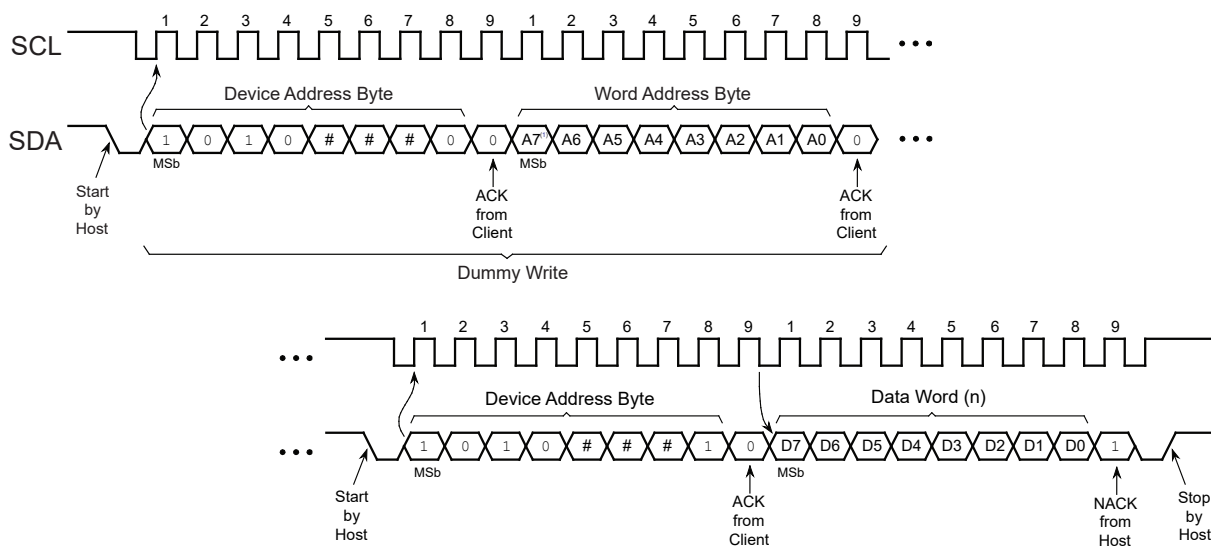 1 2 3 4 5 6 7 8 9 1 2 3 4 5 6 7 8 9
SCL
Device Address Byte Word Address Byte
SDA 1 0 1 0 # # # 0 0 A7(1) A6 A5 A4 A3 A2 A1 A0 0
MSb MSb
Start
by
Host
ACK
from
Client
ACK
from
Client
Dummy Write
1 2 3 4 5 6 7 8 9 1 2 3 4 5 6 7 8 9
Device Address Byte Data Word (n)
1 0 1 0 # # # 1 0 D7 D6 D5 D4 D3 D2 D1 D0 1
MSb MSb
Start
by
Host
ACK
from
Client
NACK
from
Host
Stop
by
Host